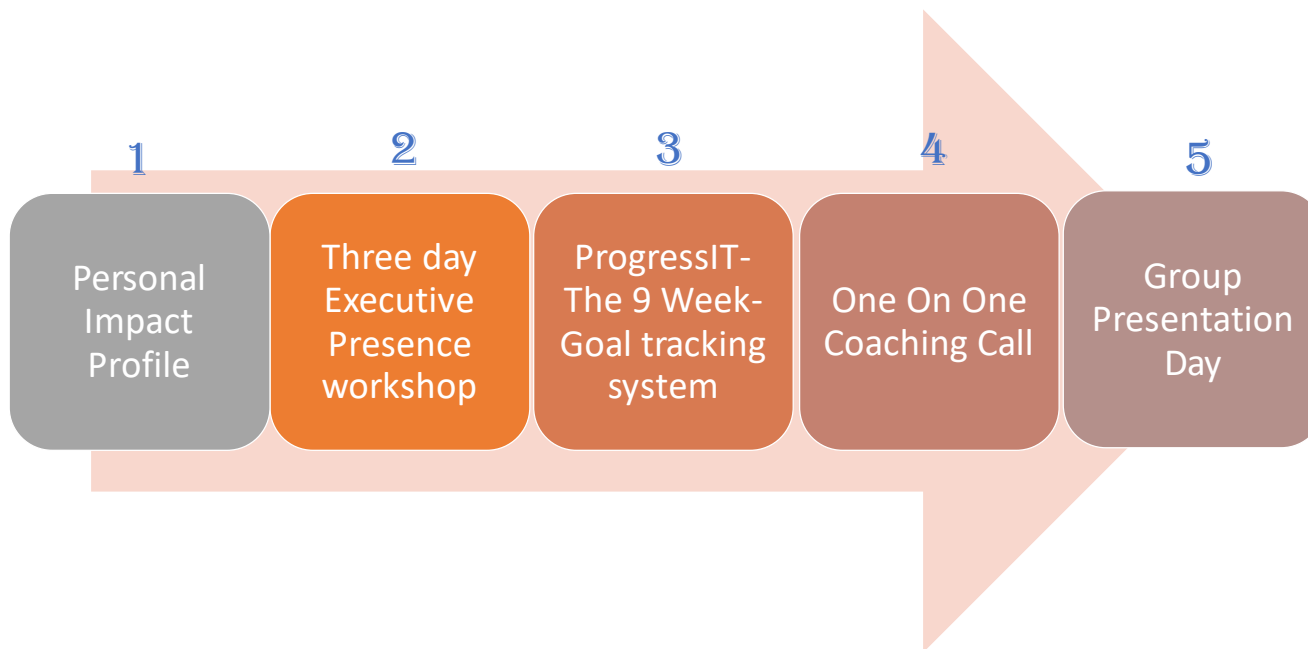 1
2
3
4
5
Personal
Impact
Profile
Three day
Executive
Presence
workshop
ProgressIT-
The 9 Week-
Goal tracking
system
One On One
Coaching Call
Group
Presentation
Day